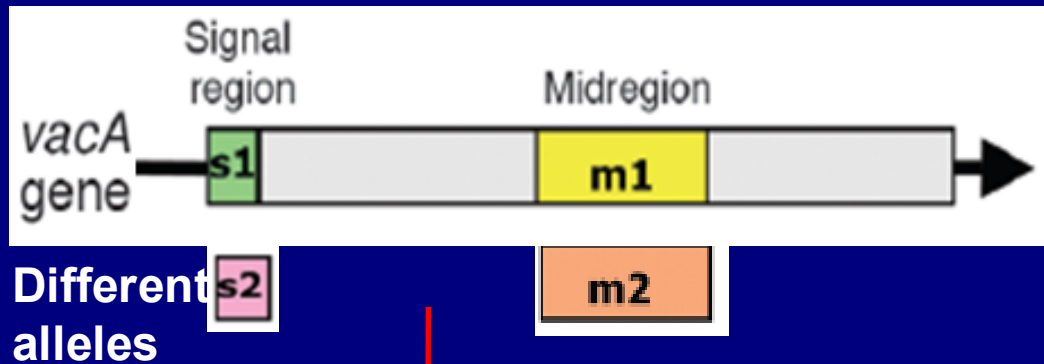 Signal
region
Midregion
vacA
gene
s1
m1
Different
alleles
s2
m2